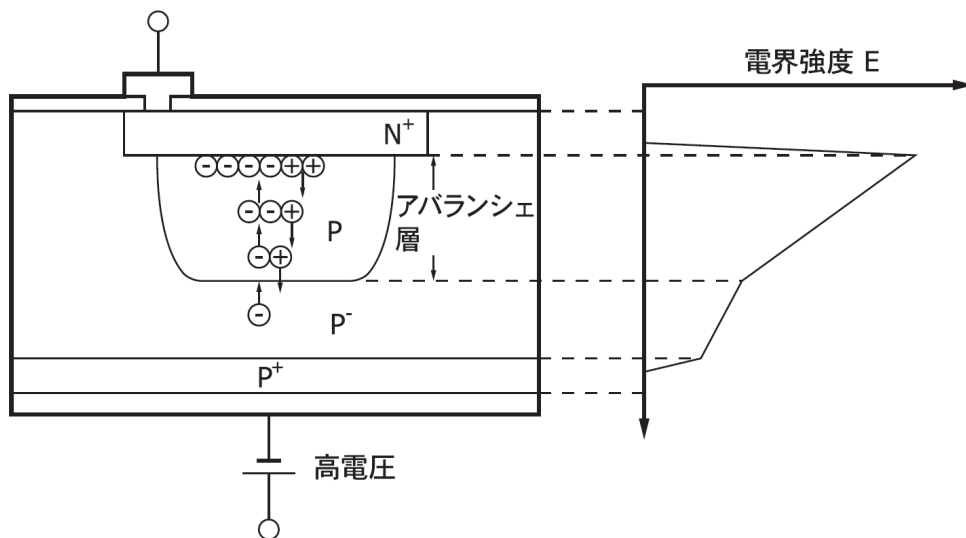 電界強度 E
N+
- - - - + +
- - +
アバランシェ
層
P
- +
-
P-
P+
高電圧